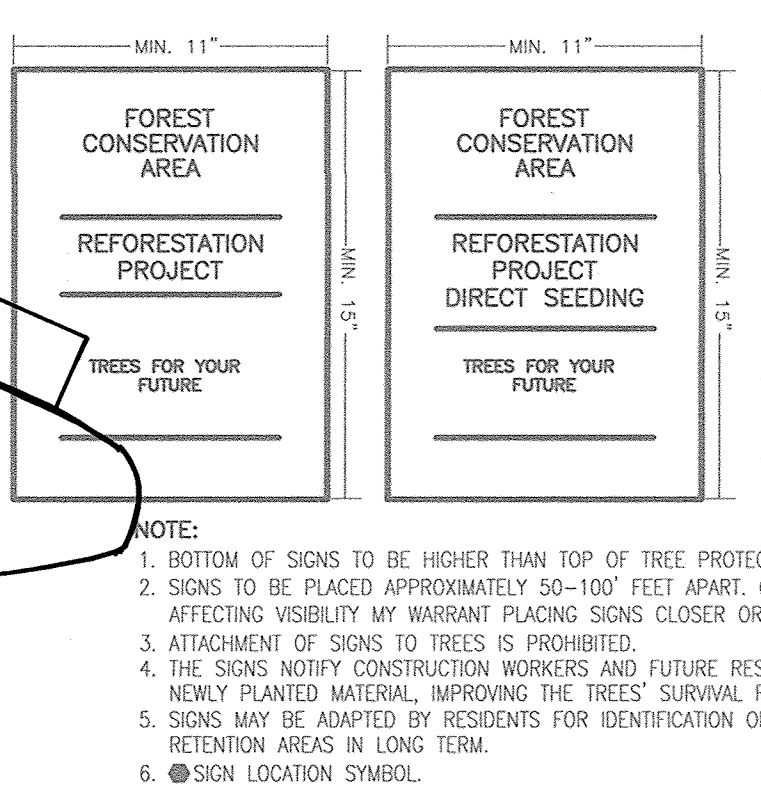 MIN. 11"
FOREST
CONSERVATION
AREA
REFORESTATION
PROJECT
TREES FOR YOUR
FUTURE
MIN. 15"
MIN. 11"
FOREST
CONSERVATION
AREA
REFORESTATION
PROJECT
DIRECT SEEDING
TREES FOR YOUR
FUTURE
MIN. 15"
NOTE:
1. BOTTOM OF SIGNS TO BE HIGHER THAN TOP OF TREE
2. SIGNS TO BE PLACED APPROXIMATELY 50-100' FEET APART.
AFFECTING VISIBILITY MY WARRANT PLACING SIGNS CLOSER OR
3. ATTACHMENT OF SIGNS TO TREES IS PROHIBITED.
4. THE SIGNS NOTIFY CONSTRUCTION WORKERS AND FUTURE
NEWLY PLANTED MATERIAL, IMPROVING THE TREES' SURVIVAL
5. SIGNS MAY BE ADAPTED BY RESIDENTS FOR IDENTIFICATION
RETENTION AREAS IN LONG TERM.
6. SIGN LOCATION SYMBOL.